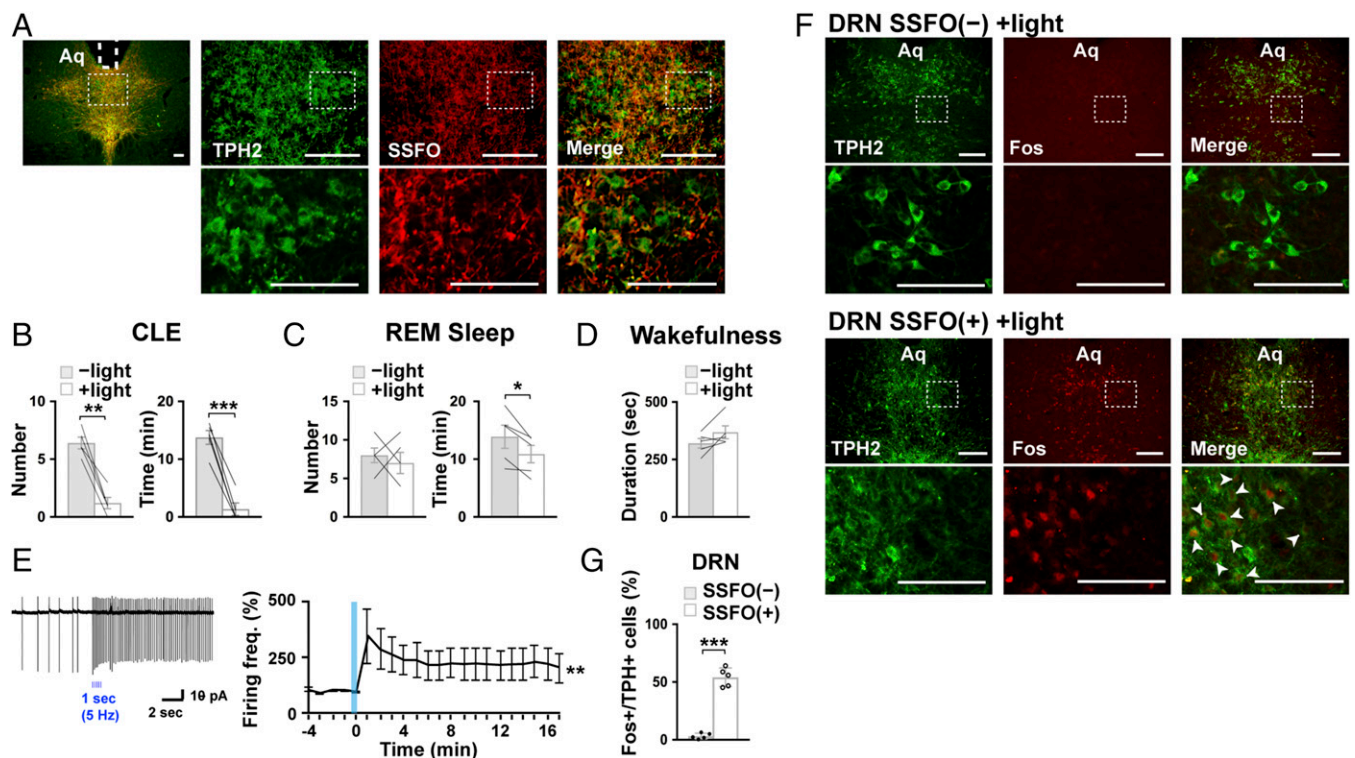 A
Aq
TPH2
SSFO
Merge
B
CLE
−light
+light
**
***
Number
10
5
0
Time (min)
20
10
0
C
REM Sleep
−light
+light
*
Number
15
10
5
0
Time (min)
20
10
0
D
Wakefulness
−light
+light
Duration (sec)
500
250
0
E
1 sec
(5 Hz)
2 sec
pA
Firing freq. (%)
500
250
0
-4
0
4
8
12
16
Time (min)
**
F
DRN SSFO(−) +light
Aq
TPH2
Fos
Merge
DRN SSFO(+) +light
Aq
Aq
TPH2
Fos
Merge
G
DRN
SSFO(−)
SSFO(+)
***
Fos+/TPH+ cells (%)
100
50
0